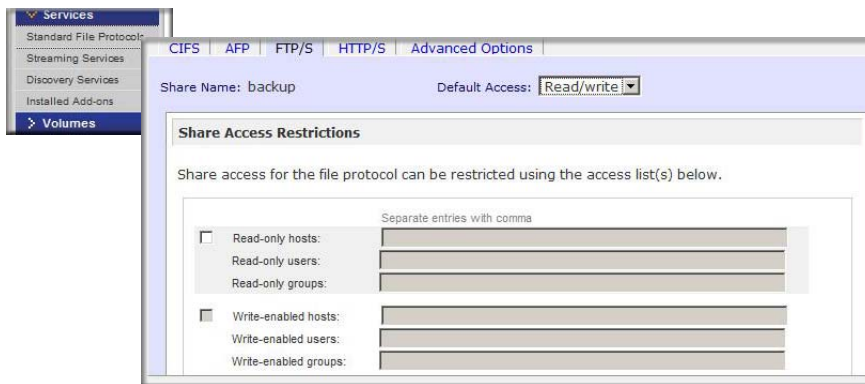 Services
Standard File Protocols
Streaming Services
Discovery Services
Installed Add-ons
> Volumes
CIFS | AFP | FTP/S | HTTP/S | Advanced Options |
Share Name: backup Default Access: Read/write
Share Access Restrictions
Share access for the file protocol can be restricted using the access list(s) below.
Separate entries with comma
Read-only hosts:
Read-only users:
Read-only groups:
Write-enabled hosts:
Write-enabled users:
Write-enabled groups: